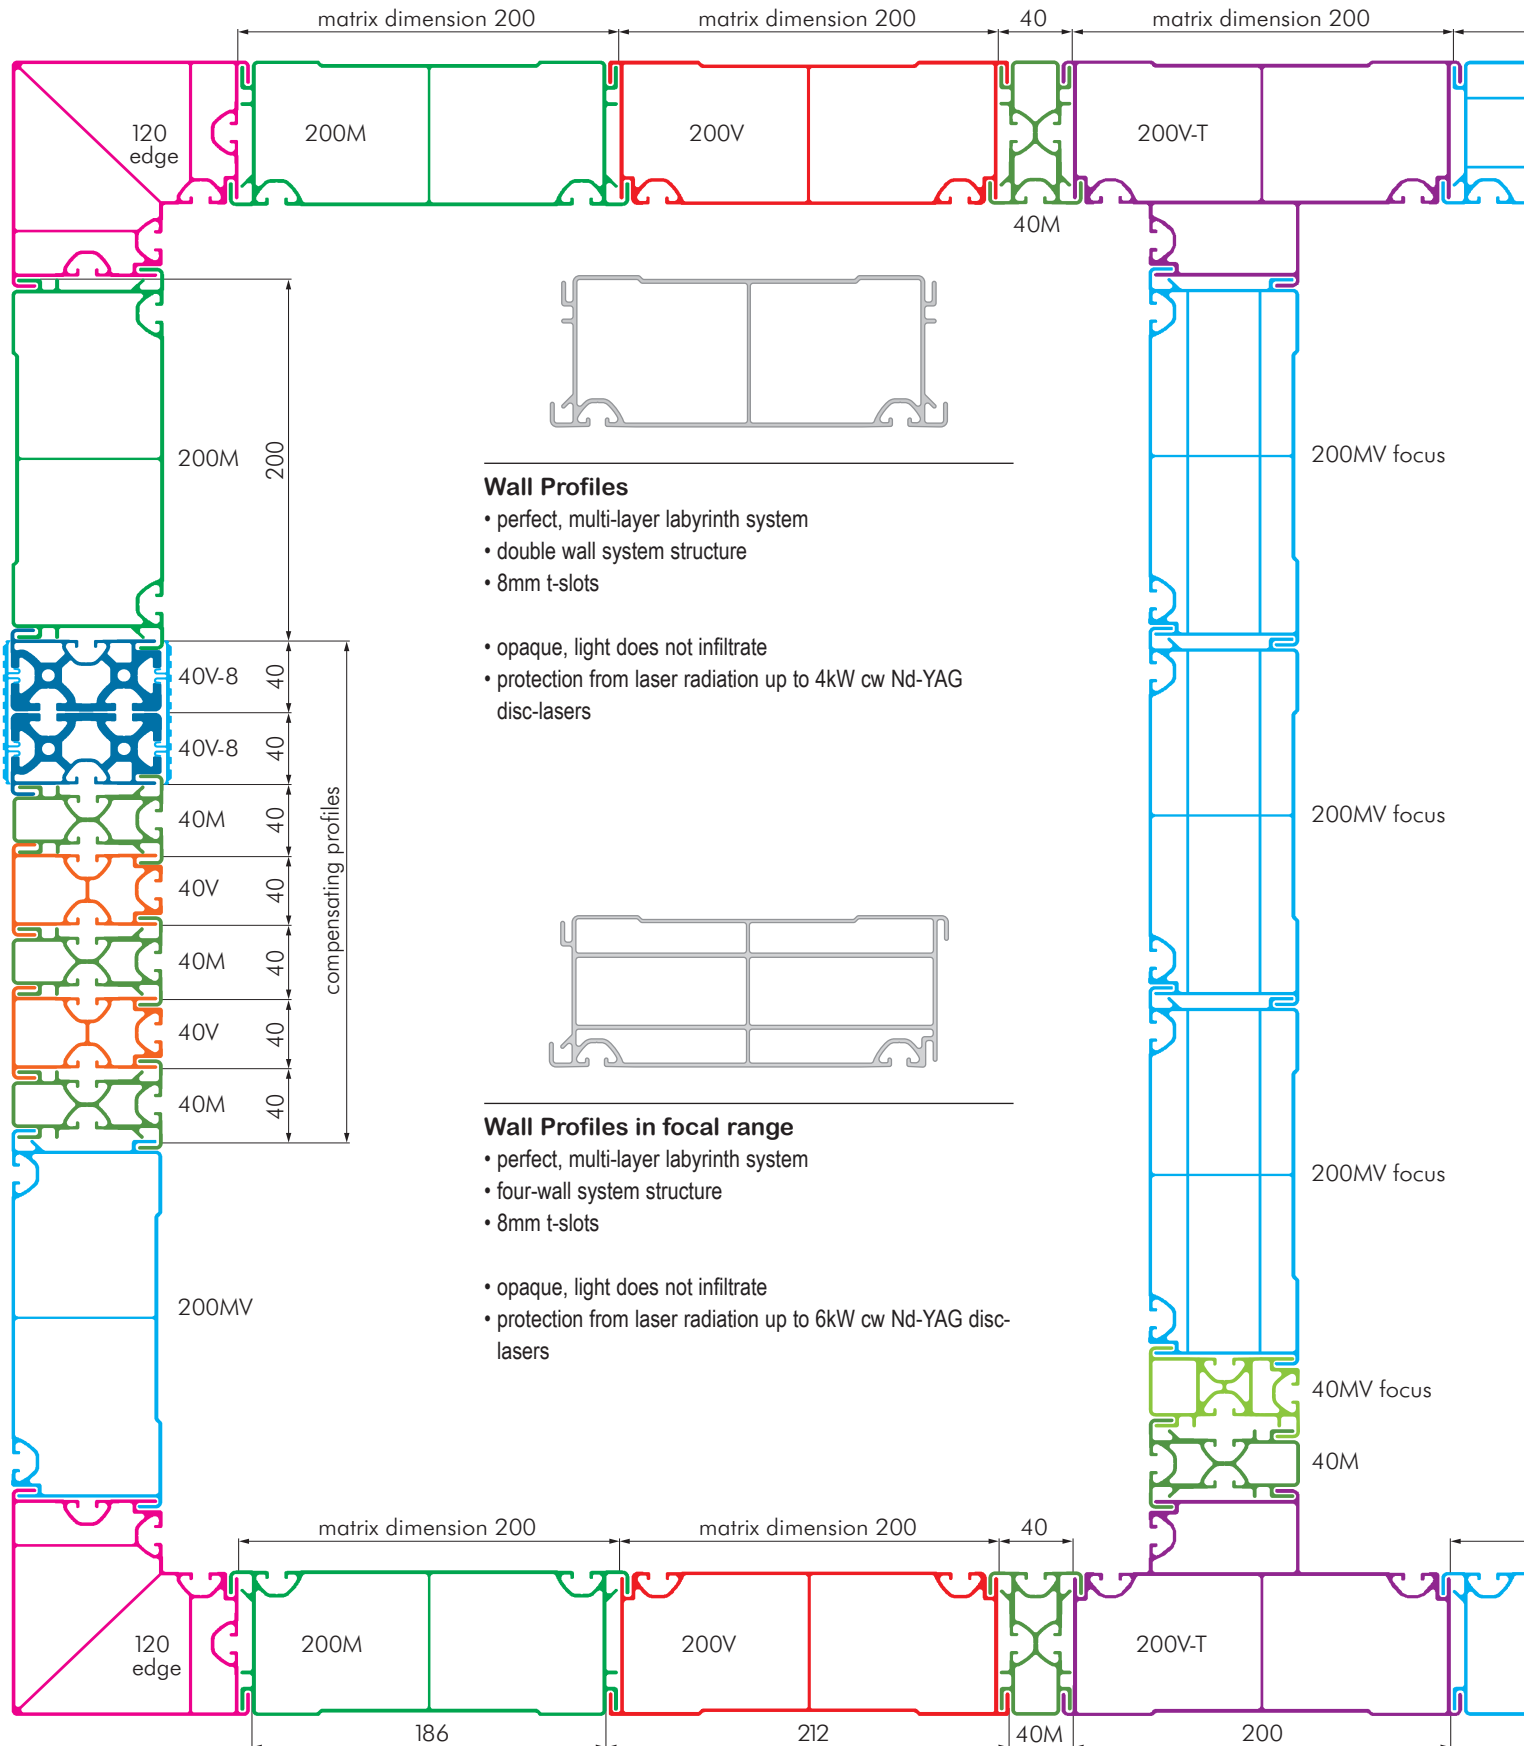 matrix dimension 200
matrix dimension 200
40
matrix dimension 200
120
edge
200M
200V
200V-T
40M
200M
200
200MV focus
Wall Profiles
• perfect, multi-layer labyrinth system
• double wall system structure
• 8mm t-slots
• opaque, light does not infiltrate
• protection from laser radiation up to 4kW cw Nd-YAG
disc-lasers
40V-8
40
40V-8
40
40M
40
40V
40
40M
40
40V
40
40M
40
compensating profiles
200MV focus
Wall Profiles in focal range
• perfect, multi-layer labyrinth system
• four-wall system structure
• 8mm t-slots
• opaque, light does not infiltrate
• protection from laser radiation up to 6kW cw Nd-YAG disc-
lasers
200MV focus
200MV
40MV focus
40M
matrix dimension 200
matrix dimension 200
40
120
edge
200M
200V
200V-T
186
212
40M
200